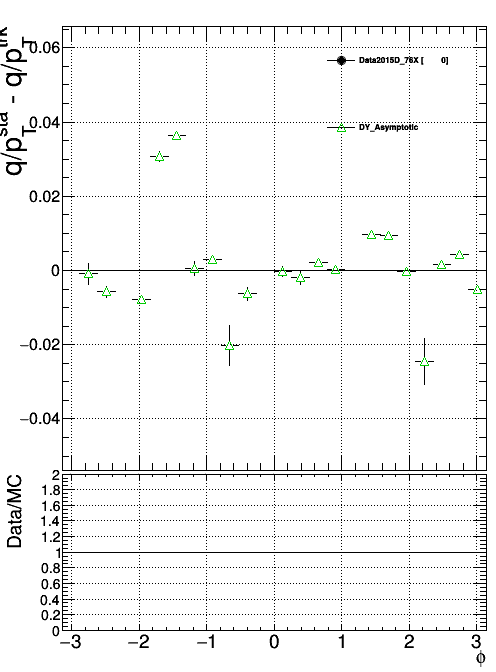 q/p_T^sta - q/p_T^trk
0.06
0.04
0.02
0
−0.02
−0.04
Data2015D_76X [ 0]
DY_Asymptotic
Data/MC
2
1.8
1.6
1.4
1.2
1
0.8
0.6
0.4
0.2
0
−3 −2 −1 0 1 2 3
ϕ